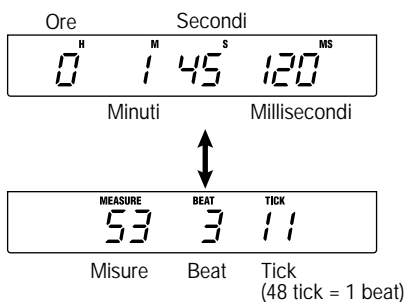 Ore Secondi
H M S MS
0 1 45 120
Minuti Millisecondi
MEASURE BEAT TICK
53 3 11
Misure Beat Tick
(48 tick = 1 beat)